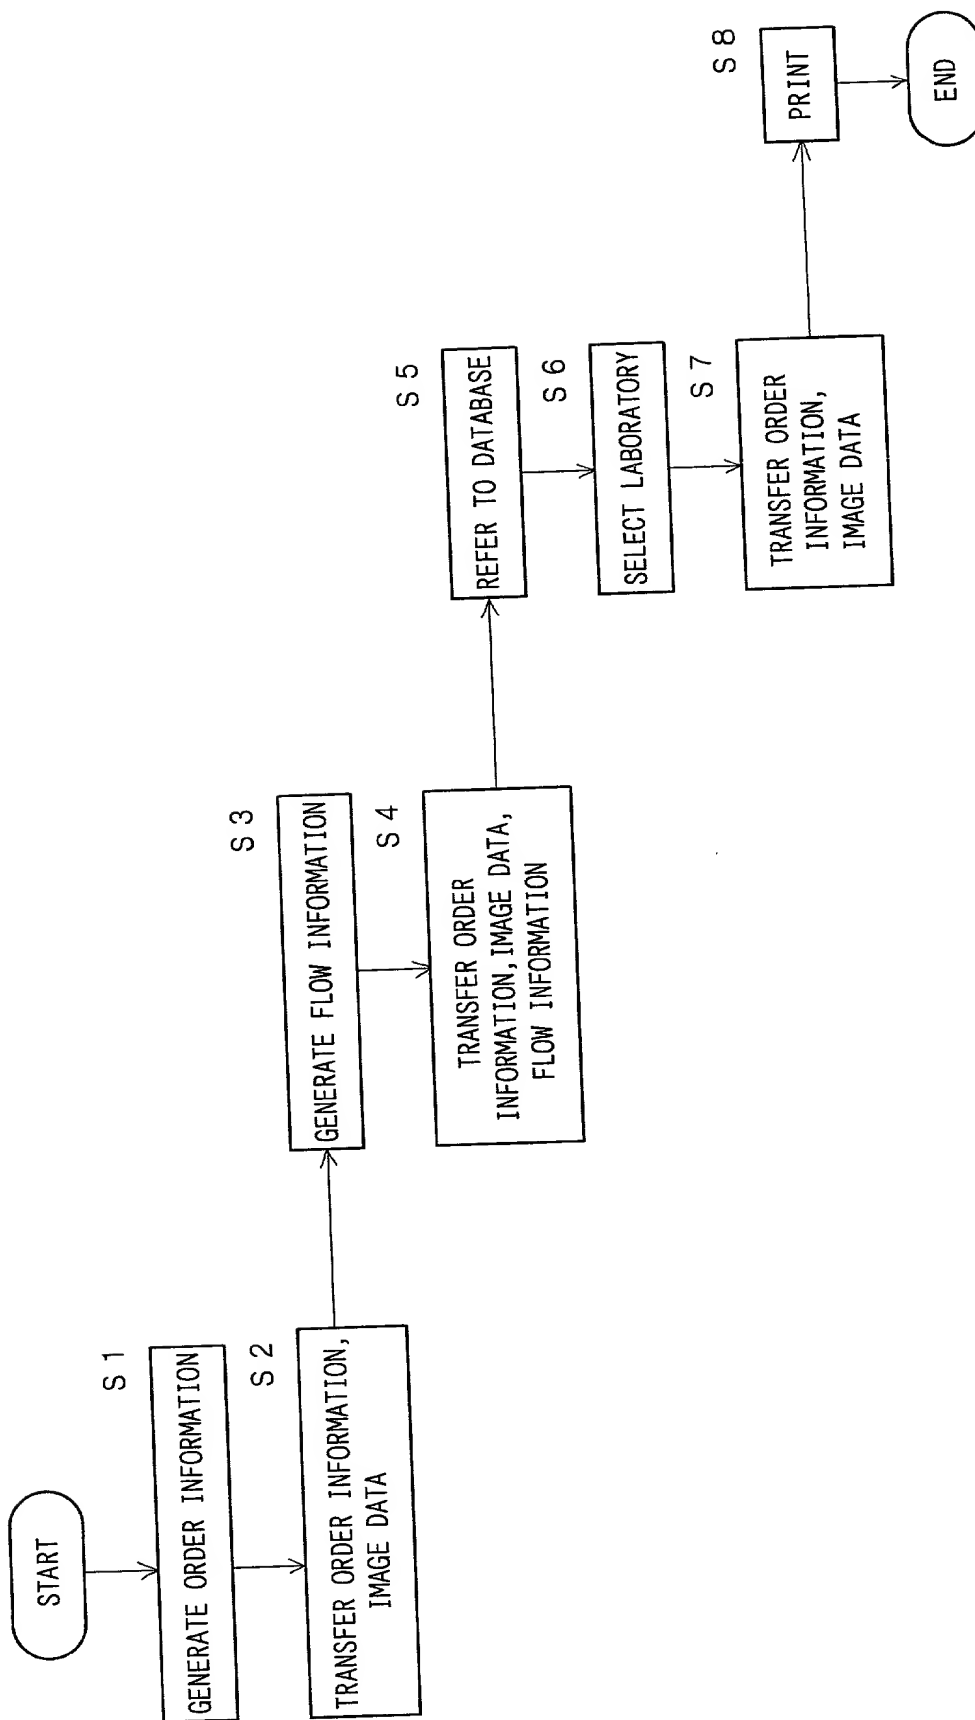 START
S 1
GENERATE ORDER INFORMATION
S 2
TRANSFER ORDER INFORMATION,
IMAGE DATA
S 3
GENERATE FLOW INFORMATION
S 4
TRANSFER ORDER
INFORMATION, IMAGE DATA,
FLOW INFORMATION
S 5
REFER TO DATABASE
S 6
SELECT LABORATORY
S 7
TRANSFER ORDER
INFORMATION,
IMAGE DATA
S 8
PRINT
END